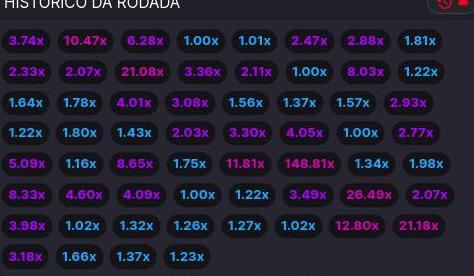 HISTÓRICO DA RODADA
3.74x 10.47x 6.28x 1.00x 1.01x 2.47x 2.88x 1.81x
2.33x 2.07x 21.08x 3.36x 2.11x 1.00x 8.03x 1.22x
1.64x 1.78x 4.01x 3.08x 1.56x 1.37x 1.57x 2.93x
1.22x 1.80x 1.43x 2.03x 3.30x 4.05x 1.00x 2.77x
5.09x 1.16x 8.65x 1.75x 11.81x 148.81x 1.34x 1.98x
8.33x 4.60x 4.09x 1.00x 1.22x 3.49x 26.49x 2.07x
3.98x 1.02x 1.32x 1.26x 1.27x 1.02x 12.80x 21.18x
3.18x 1.66x 1.37x 1.23x